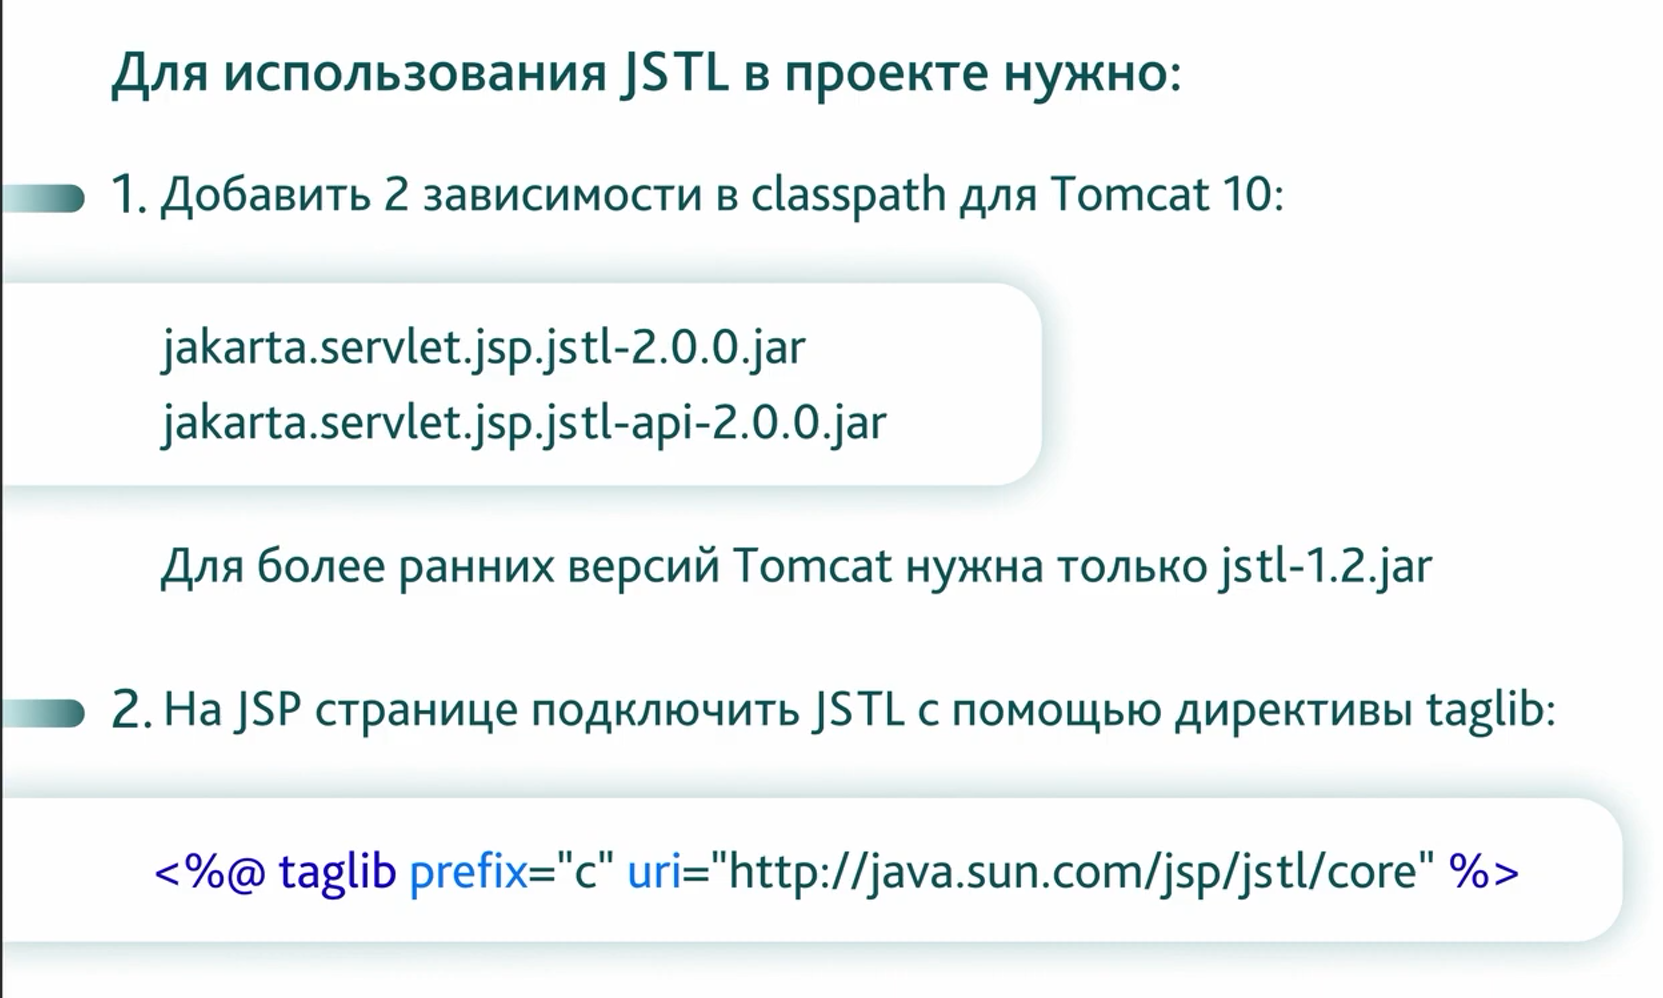 Для использования JSTL в проекте нужно:
1. Добавить 2 зависимости в classpath для Tomcat 10:
jakarta.servlet.jsp.jstl-2.0.0.jar
jakarta.servlet.jsp.jstl-api-2.0.0.jar
Для более ранних версий Tomcat нужна только jstl-1.2.jar
2. На JSP странице подключить JSTL с помощью директивы taglib:
<%@ taglib prefix="c" uri="http://java.sun.com/jsp/jstl/core" %>